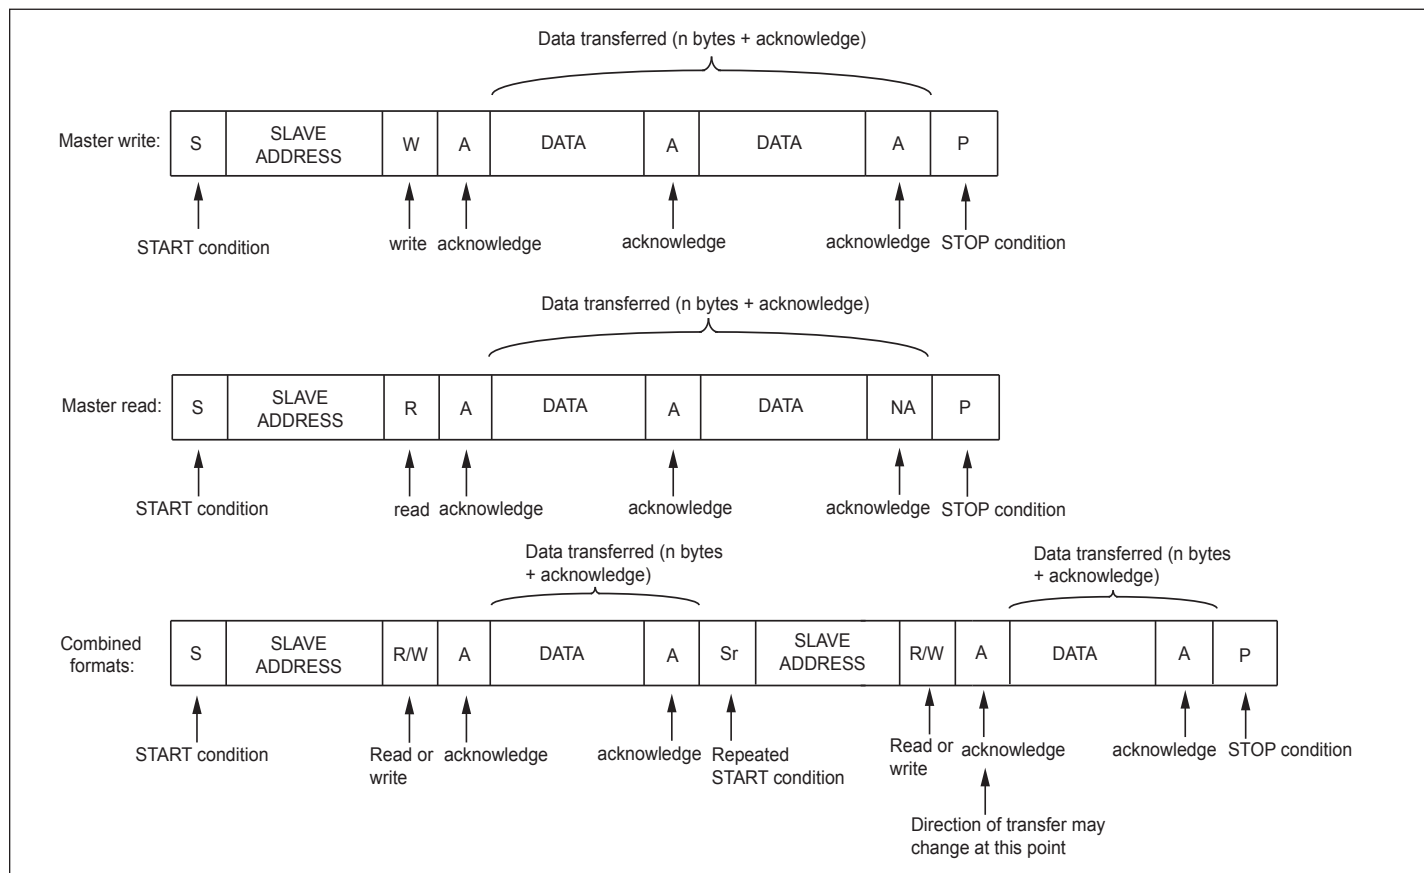 Data transferred (n bytes + acknowledge)
Master write:
S
SLAVE
ADDRESS
W
A
DATA
A
DATA
A
P
START condition
write
acknowledge
acknowledge
acknowledge
STOP condition
Data transferred (n bytes + acknowledge)
Master read:
S
SLAVE
ADDRESS
R
A
DATA
A
DATA
NA
P
START condition
read
acknowledge
acknowledge
acknowledge
STOP condition
Data transferred (n bytes
+ acknowledge)
Data transferred (n bytes
+ acknowledge)
Combined
formats:
S
SLAVE
ADDRESS
R/W
A
DATA
A
Sr
SLAVE
ADDRESS
R/W
A
DATA
A
P
START condition
Read or
write
acknowledge
acknowledge
Repeated
START condition
Read or
write
acknowledge
acknowledge
STOP condition
Direction of transfer may
change at this point